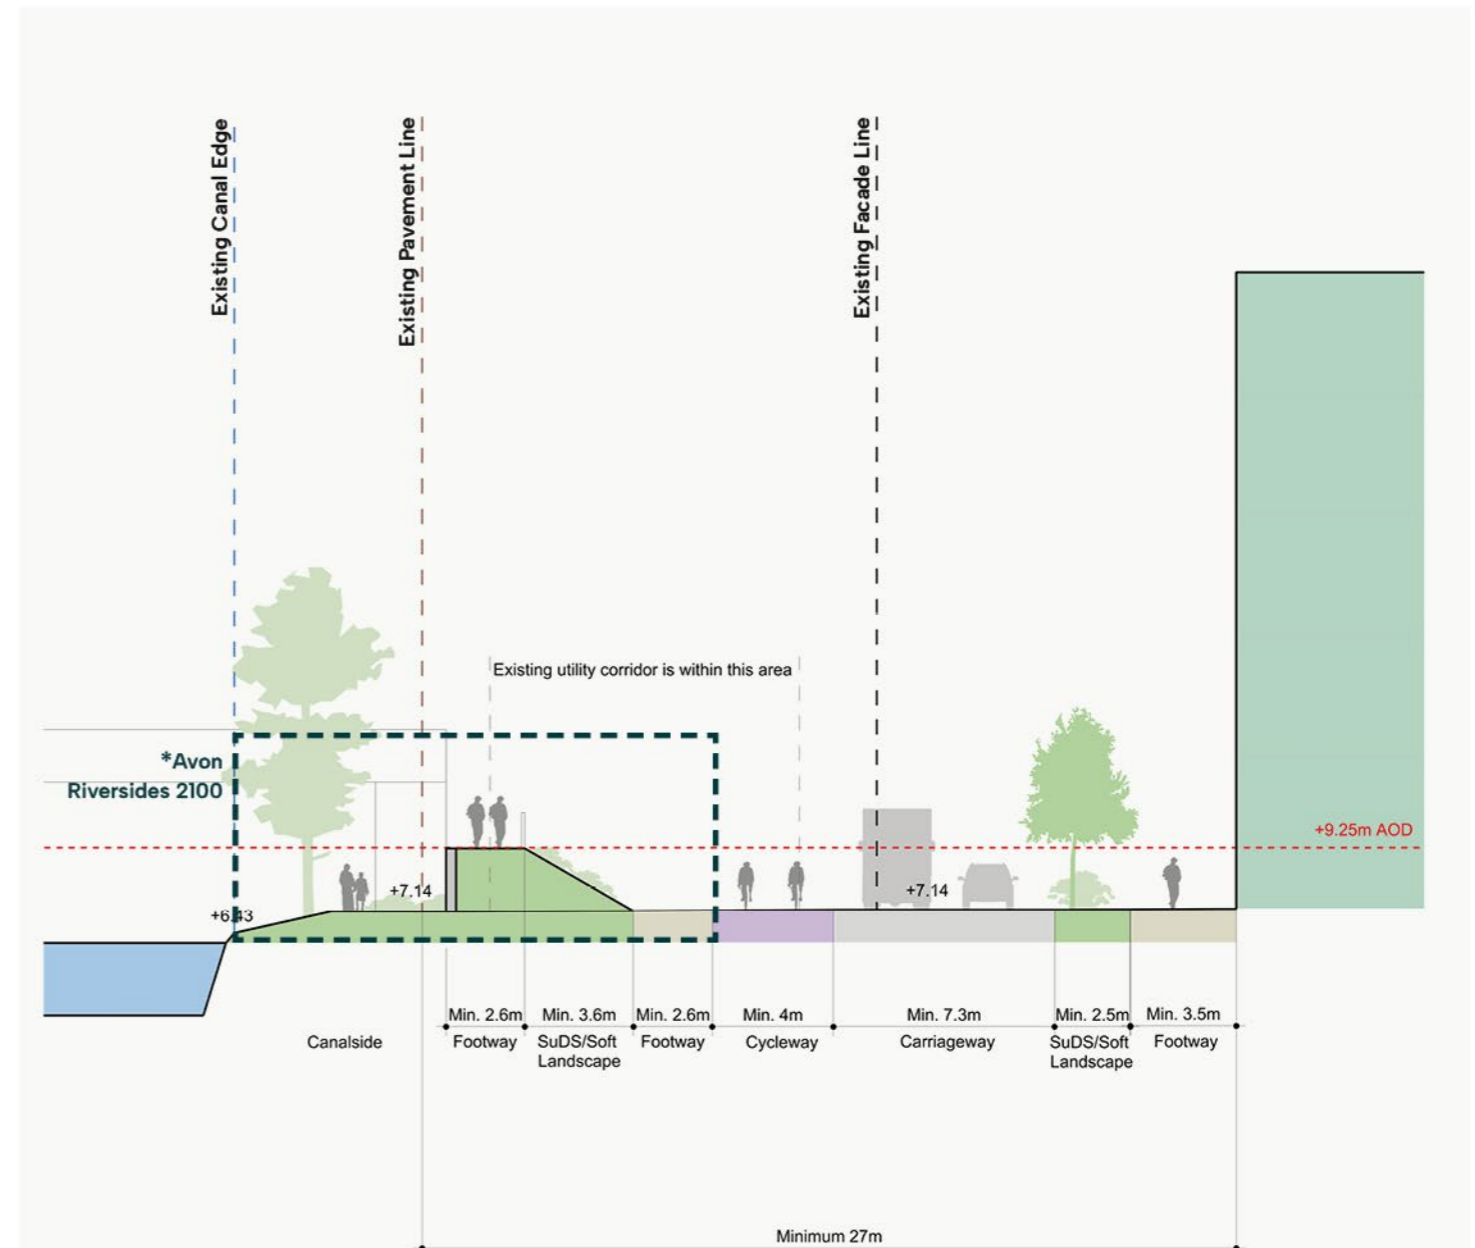 Existing Canal Edge
Existing Pavement Line
Existing Facade Line
Existing utility corridor is within this area
*Avon
Riversides 2100
+9.25m AOD
+7.14
+7.14
+6.43
Min. 2.6m
Min. 3.6m
Min. 2.6m
Min. 4m
Min. 7.3m
Min. 2.5m
Min. 3.5m
Canalside
Footway
SuDS/Soft
Landscape
Footway
Cycleway
Carriageway
SuDS/Soft
Landscape
Footway
Minimum 27m